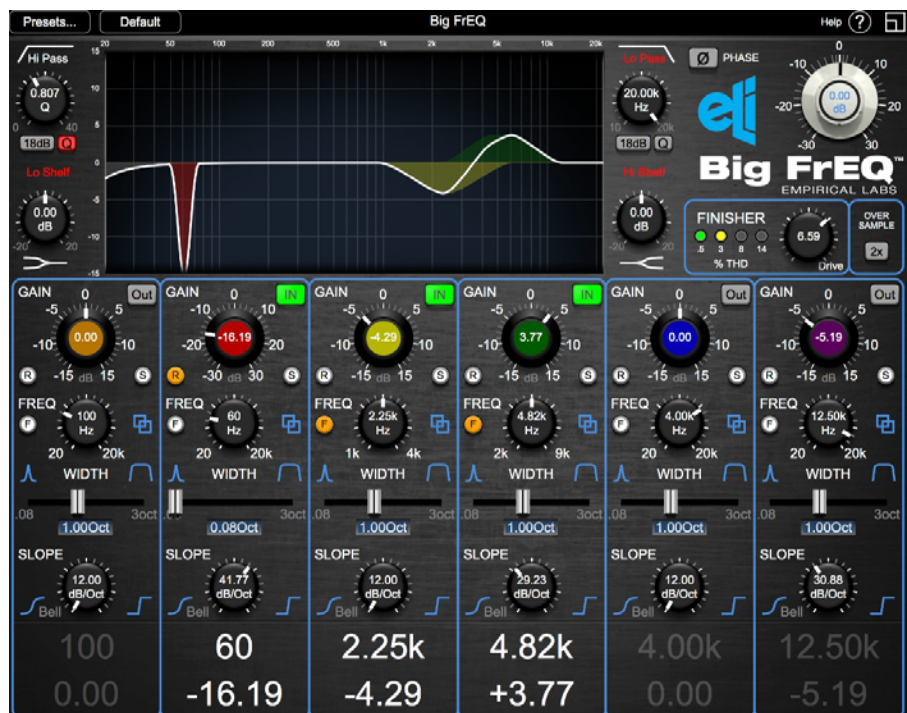 Presets... Default Big FrEQ Help ?
Hi Pass
0.807 Q
0 40
18dB Q
Lo Shelf
0.00 dB
-20 20
20 50 100 200 500 1k 2k 5k 10k 20k
15
10
5
0
-5
-10
-15
Lo Pass
20.00k Hz
10 20k
18dB Q
Hi Shelf
0.00 dB
-20 20
Ø PHASE
0
-10 10
-20 20
-30 30
0.00 dB
eli
Big FrEQ™
EMPIRICAL LABS
FINISHER
.5 3 8 14
% THD
6.59
Drive
OVER SAMPLE
2x
GAIN 0 Out
-5 5
0.00
-10 10
R -15 dB 15 S
FREQ
100 Hz
F
20 20k
WIDTH
.08 3oct
1.00Oct
SLOPE
12.00 dB/Oct
Bell
100
0.00
GAIN 0 IN
-10 10
-16.19
-20 20
R -30 dB 30 S
FREQ
60 Hz
F
20 20k
WIDTH
.08 3oct
0.08Oct
SLOPE
41.77 dB/Oct
Bell
60
-16.19
GAIN 0 IN
-5 5
-4.29
-10 10
R -15 dB 15 S
FREQ
2.25k Hz
F
1k 4k
WIDTH
.08 3oct
1.00Oct
SLOPE
12.00 dB/Oct
Bell
2.25k
-4.29
GAIN 0 IN
-5 5
3.77
-10 10
R -15 dB 15 S
FREQ
4.82k Hz
F
2k 9k
WIDTH
.08 3oct
1.00Oct
SLOPE
29.23 dB/Oct
Bell
4.82k
+3.77
GAIN 0 Out
-5 5
0.00
-10 10
R -15 dB 15 S
FREQ
4.00k Hz
F
20 20k
WIDTH
.08 3oct
1.00Oct
SLOPE
12.00 dB/Oct
Bell
4.00k
0.00
GAIN 0 Out
-5 5
-5.19
-10 10
R -15 dB 15 S
FREQ
12.50k Hz
F
20 20k
WIDTH
.08 3oct
1.00Oct
SLOPE
30.88 dB/Oct
Bell
12.50k
-5.19